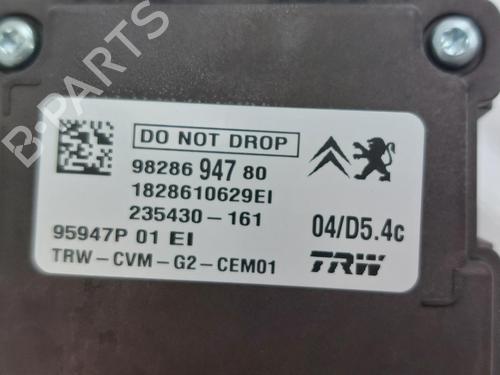 B-PARTS
DO NOT DROP
98286 947 80
1828610629EI
235430-161
04/D5.4c
95947P 01 EI
TRW-CVM-G2-CEM01
TRW